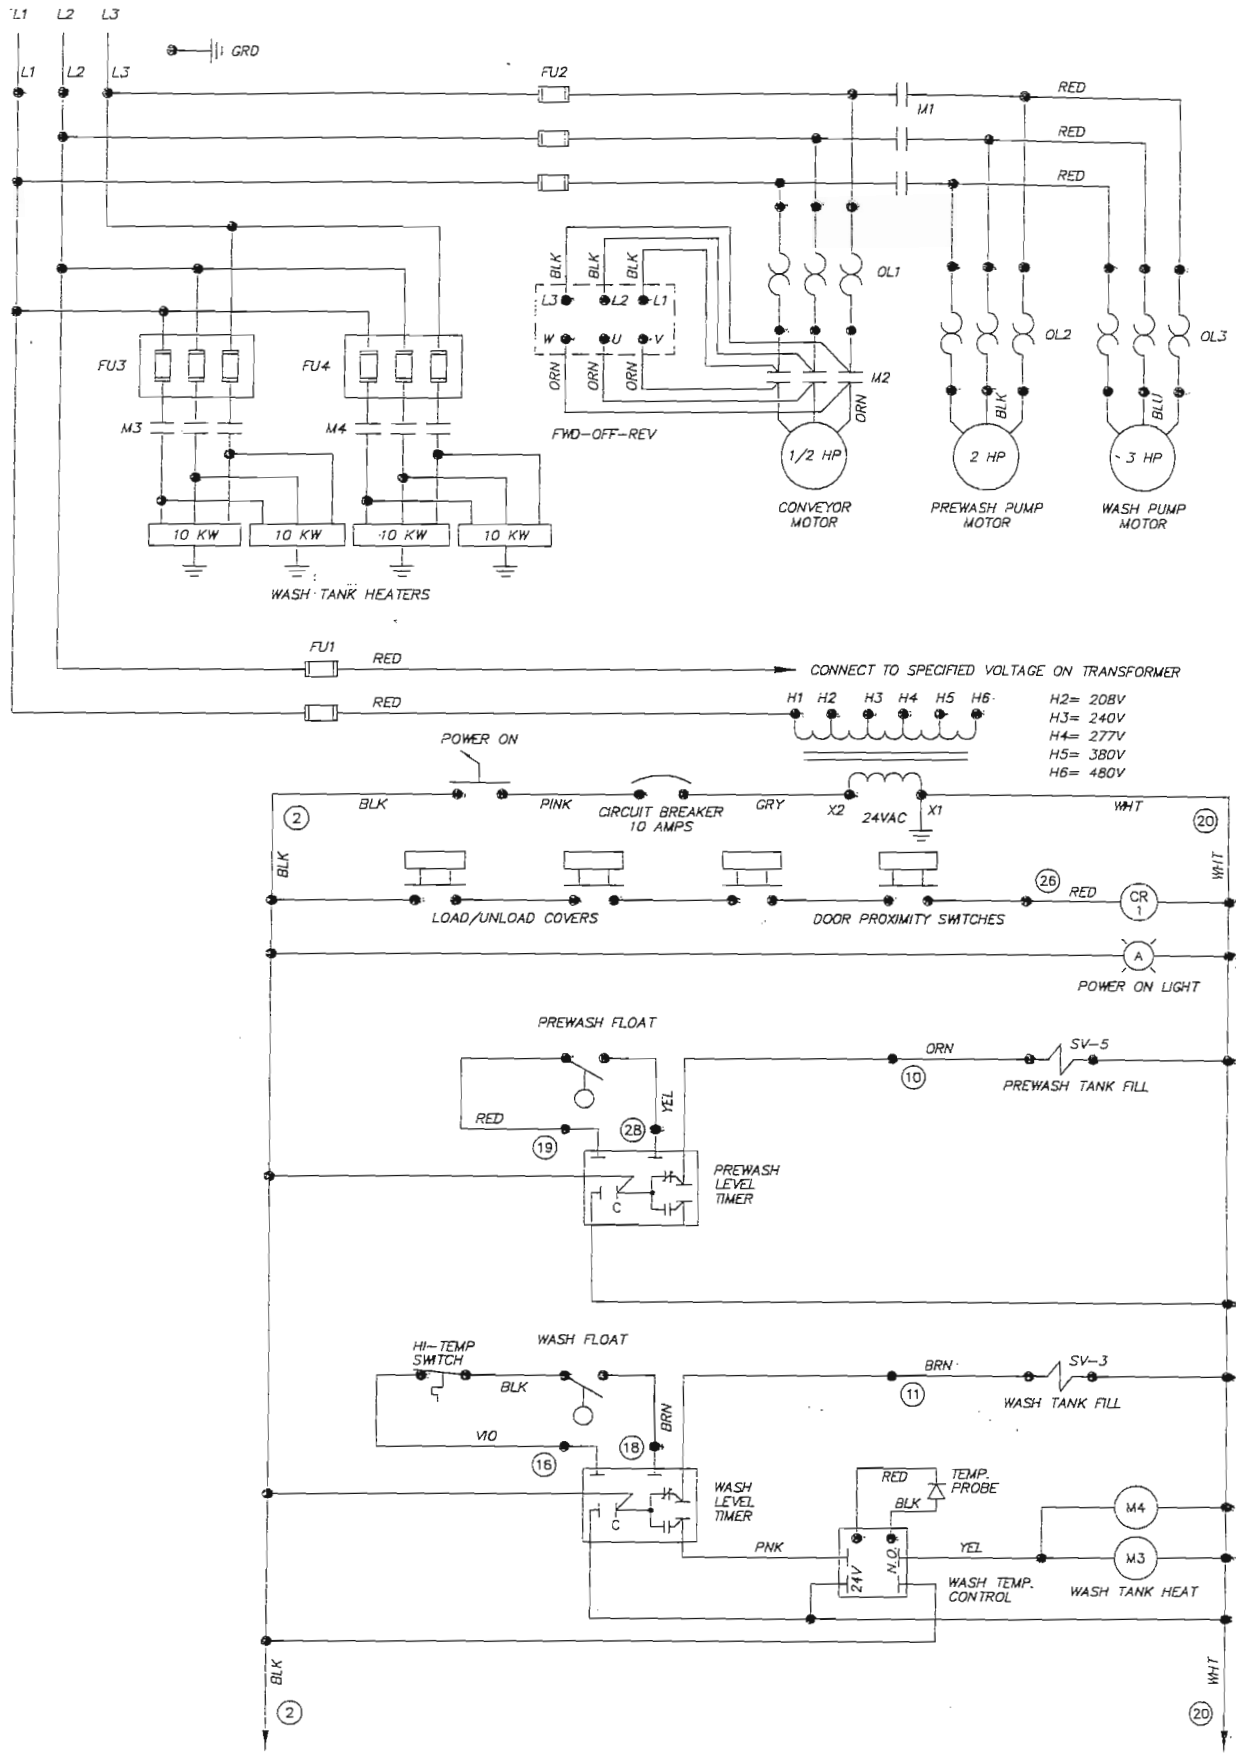 L1 L2 L3
GRD
L1 L2 L3
FU2
RED
M1
RED
RED
BLK BLK BLK
OL1
L3 L2 L1
W U V
OL2
OL3
FU3
FU4
ORN ORN ORN
M2
ORN
BLK
BLU
M3
M4
FWD-OFF-REV
1/2 HP
2 HP
3 HP
CONVEYOR
MOTOR
PREWASH PUMP
MOTOR
WASH PUMP
MOTOR
10 KW 10 KW 10 KW 10 KW
WASH TANK HEATERS
FU1
RED
CONNECT TO SPECIFIED VOLTAGE ON TRANSFORMER
RED
H1 H2 H3 H4 H5 H6
H2= 208V
H3= 240V
H4= 277V
H5= 380V
H6= 480V
POWER ON
BLK
PINK
CIRCUIT BREAKER
10 AMPS
GRY
X2
24VAC
X1
WHT
2
20
BLK
WHT
LOAD/UNLOAD COVERS
DOOR PROXIMITY SWITCHES
26
RED
CR
1
A
POWER ON LIGHT
PREWASH FLOAT
ORN
SV-5
10
PREWASH TANK FILL
YEL
RED
19
28
PREWASH
LEVEL
TIMER
C
WASH FLOAT
HI-TEMP
SWITCH
BLK
BRN
SV-3
11
WASH TANK FILL
BRN
VIO
16
18
WASH
LEVEL
TIMER
C
RED
TEMP.
PROBE
BLK
M4
PNK
24V
N.O.
YEL
M3
WASH TEMP.
CONTROL
WASH TANK HEAT
BLK
WHT
2
20